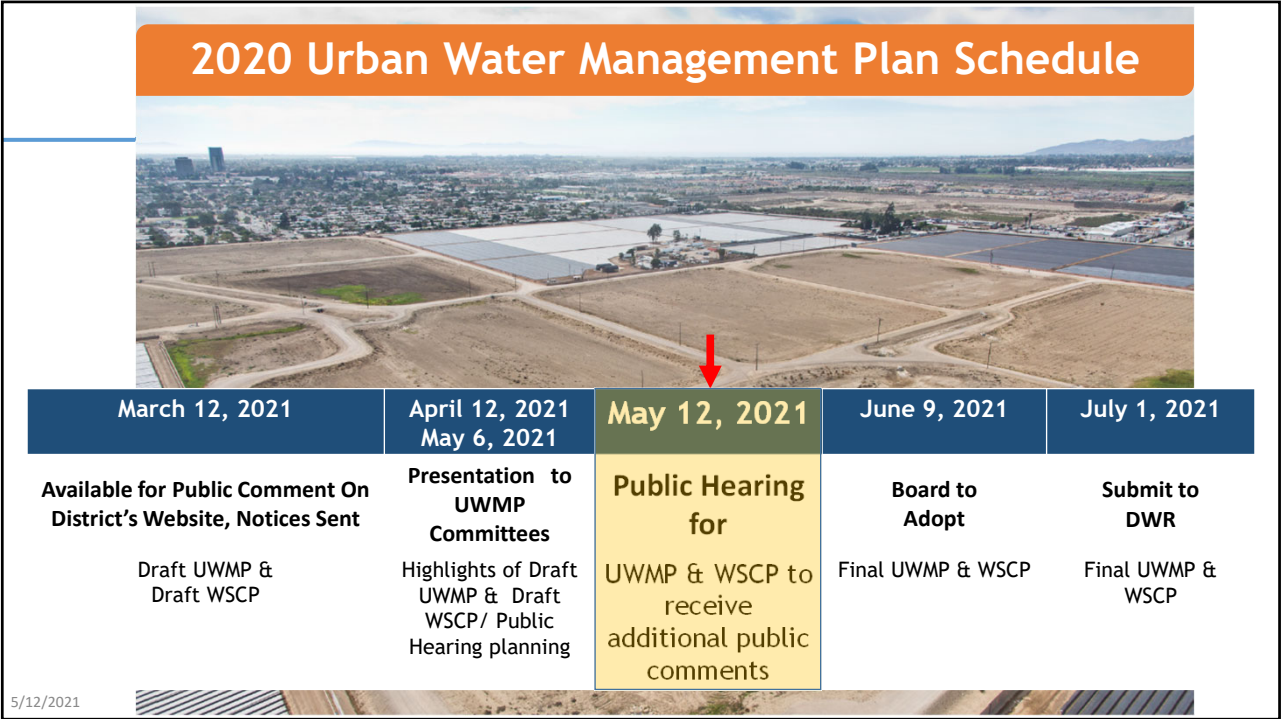 2020 Urban Water Management Plan Schedule
March 12, 2021
Available for Public Comment On
District's Website, Notices Sent
Draft UWMP &
Draft WSCP
April 12, 2021
May 6, 2021
Presentation to
UWMP
Committees
Highlights of Draft
UWMP & Draft
WSCP/ Public
Hearing planning
May 12, 2021
Public Hearing
for
UWMP & WSCP to
receive
additional public
comments
June 9, 2021
Board to
Adopt
Final UWMP & WSCP
July 1, 2021
Submit to
DWR
Final UWMP &
WSCP
5/12/2021